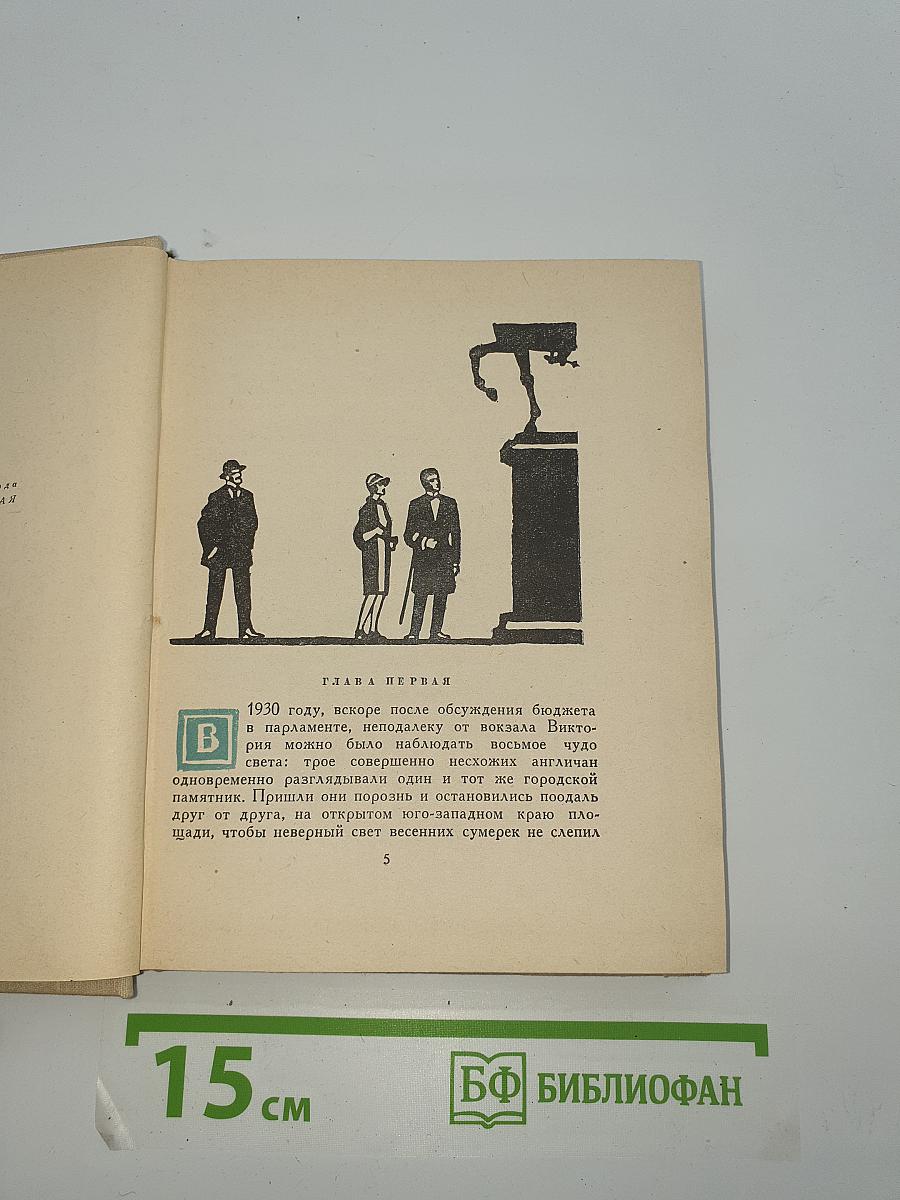 ода
АЯ
ГЛАВА ПЕРВАЯ
В 1930 году, вскоре после обсуждения бюджета
в парламенте, неподалеку от вокзала Викто-
рия можно было наблюдать восьмое чудо
света: трое совершенно несхожих англичан
одновременно разглядывали один и тот же городской
памятник. Пришли они порознь и остановились поодаль
друг от друга, на открытом юго-западном краю пло-
щади, чтобы неверный свет весенних сумерек не слепил
5
15 см
БФ БИБЛИОФАН